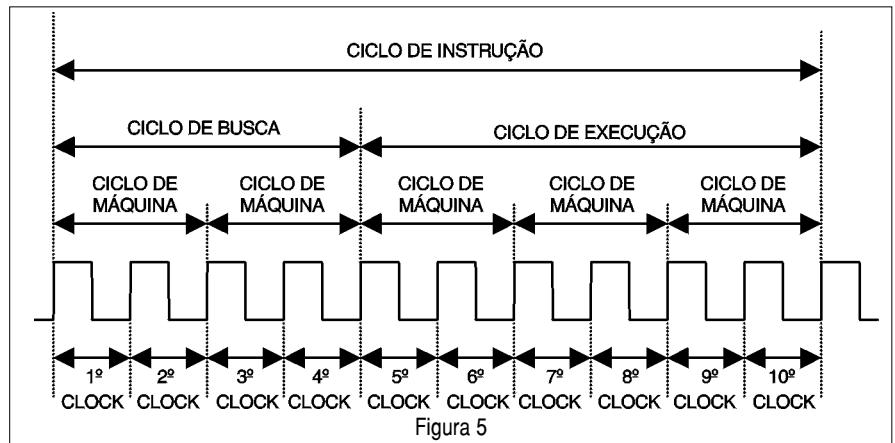 CICLO DE INSTRUÇÃO
CICLO DE BUSCA
CICLO DE EXECUÇÃO
CICLO DE MÁQUINA
CICLO DE MÁQUINA
CICLO DE MÁQUINA
CICLO DE MÁQUINA
CICLO DE MÁQUINA
1º CLOCK
2º CLOCK
3º CLOCK
4º CLOCK
5º CLOCK
6º CLOCK
7º CLOCK
8º CLOCK
9º CLOCK
10º CLOCK
Figura 5